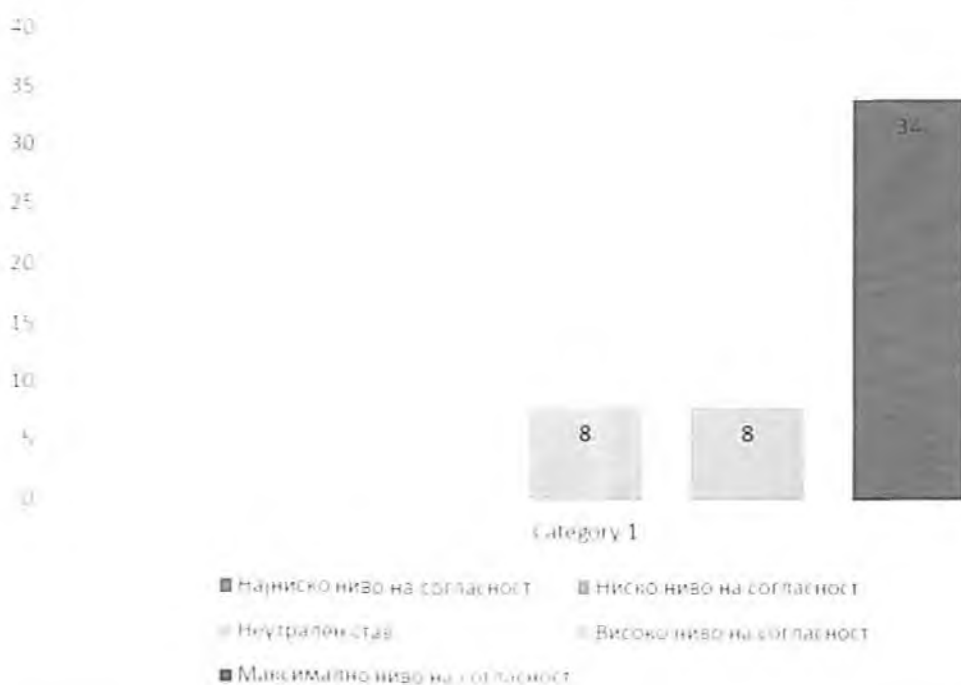 40
35
30
25
20
15
10
5
0
34
8
8
Category 1
Најниско ниво на согласност
Ниско ниво на согласност
Неутрален став
Високо ниво на согласност
Максимално ниво на согласност